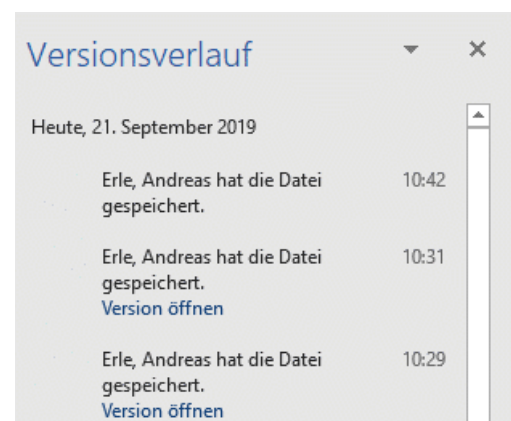 Versionsverlauf
Heute, 21. September 2019
Erle, Andreas hat die Datei 10:42
gespeichert.
Erle, Andreas hat die Datei 10:31
gespeichert.
Version öffnen
Erle, Andreas hat die Datei 10:29
gespeichert.
Version öffnen